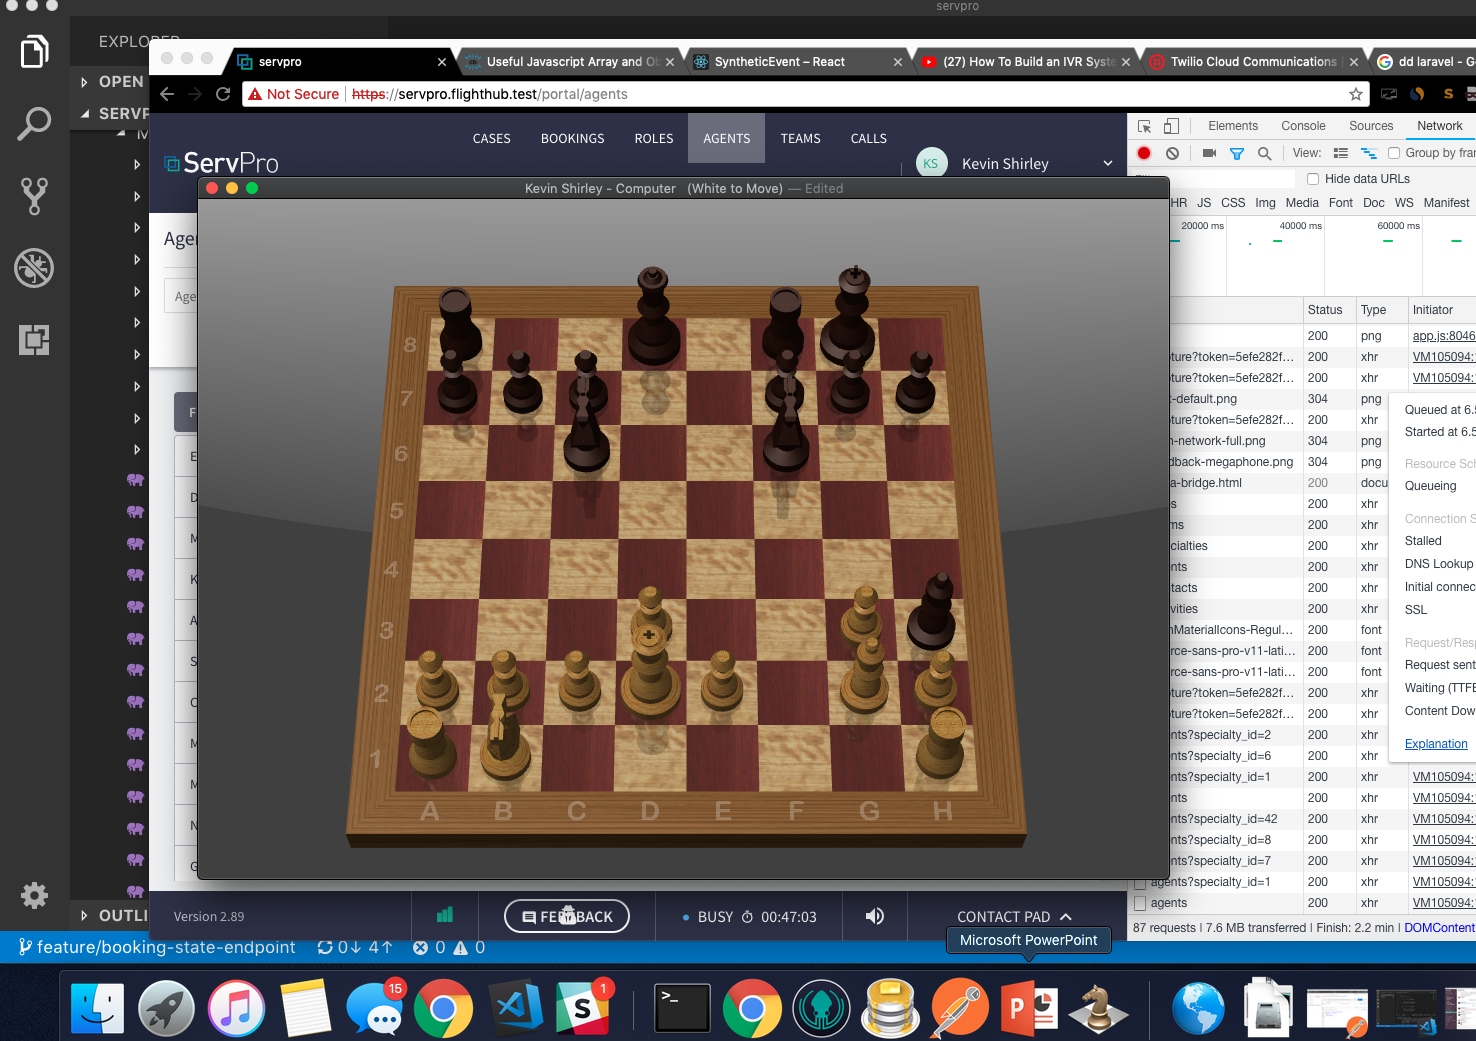 servpro
EXPLORER
OPEN
SERVP
servpro
Useful Javascript Array and Ob
SyntheticEvent – React
(27) How To Build an IVR Syste
Twilio Cloud Communications
dd laravel - G
Not Secure https://servpro.flighthub.test/portal/agents
CASES BOOKINGS ROLES AGENTS TEAMS CALLS
ServPro
KS Kevin Shirley
Elements Console Sources Network
View: Group by fra
Hide data URLs
HR JS CSS Img Media Font Doc WS Manifest
20000 ms 40000 ms 60000 ms
Kevin Shirley - Computer (White to Move) — Edited
Age
Age
8
7
6
5
4
3
2
1
A B C D E F G H
F
E
D
M
K
A
S
C
M
M
N
G
Status Type Initiator
200 png app.js:8046
ture?token=5efe282f... 200 xhr VM105094:
ture?token=5efe282f... 200 xhr VM105094:
t-default.png 304 png
ture?token=5efe282f... 200 xhr
n-network-full.png 304 png
dback-megaphone.png 304 png
a-bridge.html 200 docu
s 200 xhr
ms 200 xhr
cialties 200 xhr
nts 200 xhr
tacts 200 xhr
vities 200 xhr
nMaterialIcons-Regul... 200 font
rce-sans-pro-v11-lati... 200 font
rce-sans-pro-v11-lati... 200 font
ture?token=5efe282f... 200 xhr
ture?token=5efe282f... 200 xhr
nts?specialty_id=2 200 xhr
nts?specialty_id=6 200 xhr
nts?specialty_id=1 200 xhr VM105094:
nts 200 xhr VM105094:
nts?specialty_id=42 200 xhr VM105094:
nts?specialty_id=8 200 xhr VM105094:
nts?specialty_id=7 200 xhr VM105094:
agents?specialty_id=1 200 xhr VM105094:
agents 200 xhr VM105094:
Queued at 6.5
Started at 6.5
Resource Sch
Queueing
Connection S
Stalled
DNS Lookup
Initial connec
SSL
Request/Resp
Request sent
Waiting (TTFB
Content Dow
Explanation
87 requests | 7.6 MB transferred | Finish: 2.2 min | DOMContent
OUTLI
Version 2.89
FEEDBACK
BUSY 00:47:03
CONTACT PAD
Microsoft PowerPoint
feature/booking-state-endpoint 0↓ 4↑ 0 0
15
1